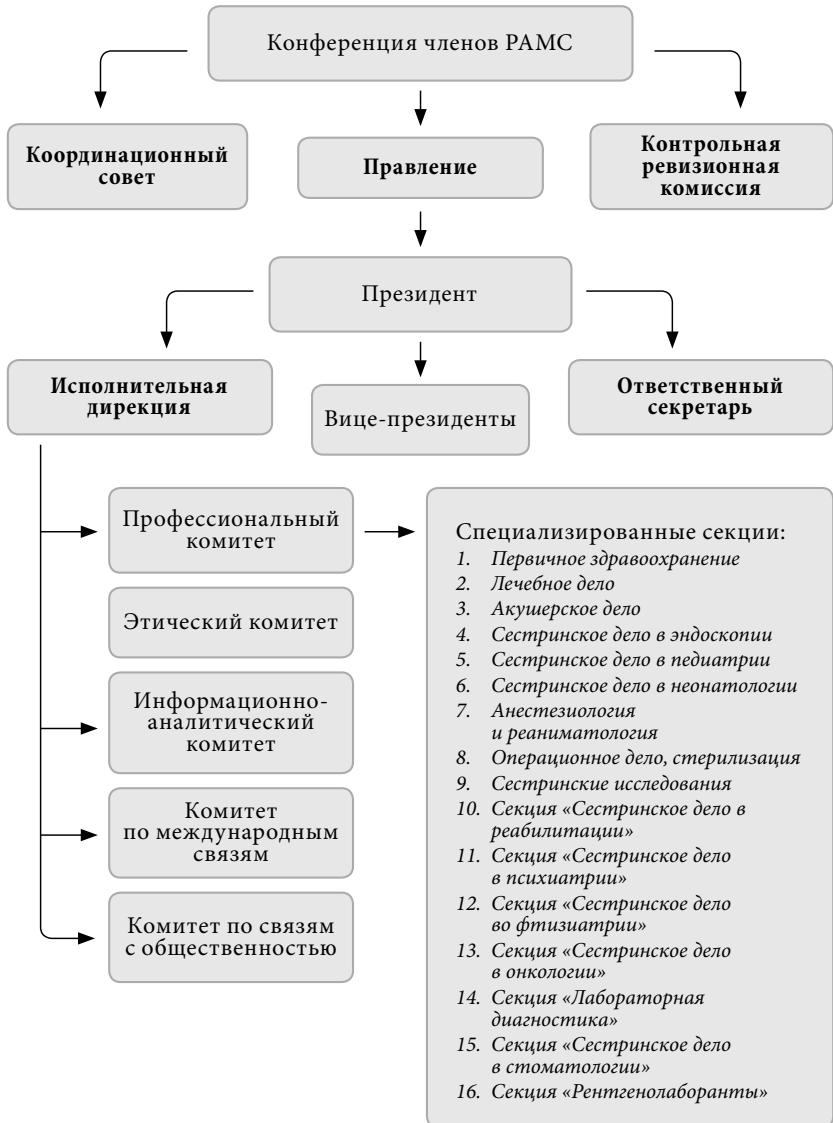 Конференция членов РАМС
Координационный
совет
Правление
Контрольная
ревизионная
комиссия
Президент
Исполнительная
дирекция
Вице-президенты
Ответственный
секретарь
Профессиональный
комитет
Этический комитет
Информационно-
аналитический
комитет
Комитет
по международным
связям
Комитет по связям
с общественностью
Специализированные секции:
1. Первичное здравоохранение
2. Лечебное дело
3. Акушерское дело
4. Сестринское дело в эндоскопии
5. Сестринское дело в педиатрии
6. Сестринское дело в неонатологии
7. Анестезиология
и реаниматология
8. Операционное дело, стерилизация
9. Сестринские исследования
10. Секция «Сестринское дело в
реабилитации»
11. Секция «Сестринское дело
в психиатрии»
12. Секция «Сестринское дело
во фтизиатрии»
13. Секция «Сестринское дело
в онкологии»
14. Секция «Лабораторная
диагностика»
15. Секция «Сестринское дело
в стоматологии»
16. Секция «Рентгенолаборанты»